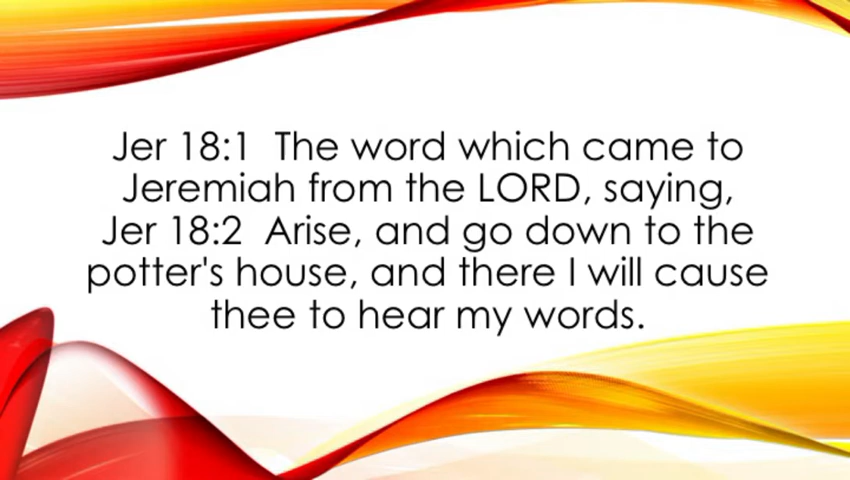 Jer 18:1  The word which came to
Jeremiah from the LORD, saying,
Jer 18:2  Arise, and go down to the
potter's house, and there I will cause
thee to hear my words.